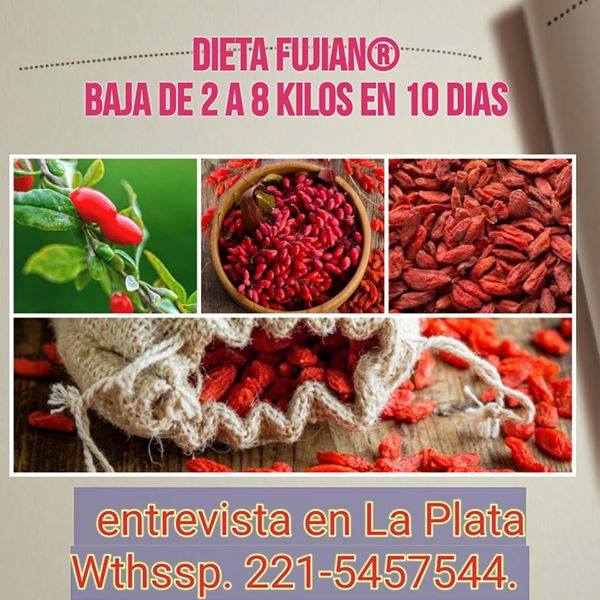 DIETA FUJIAN®
BAJA DE 2 A 8 KILOS EN 10 DIAS
entrevista en La Plata
Wthssp. 221-5457544.